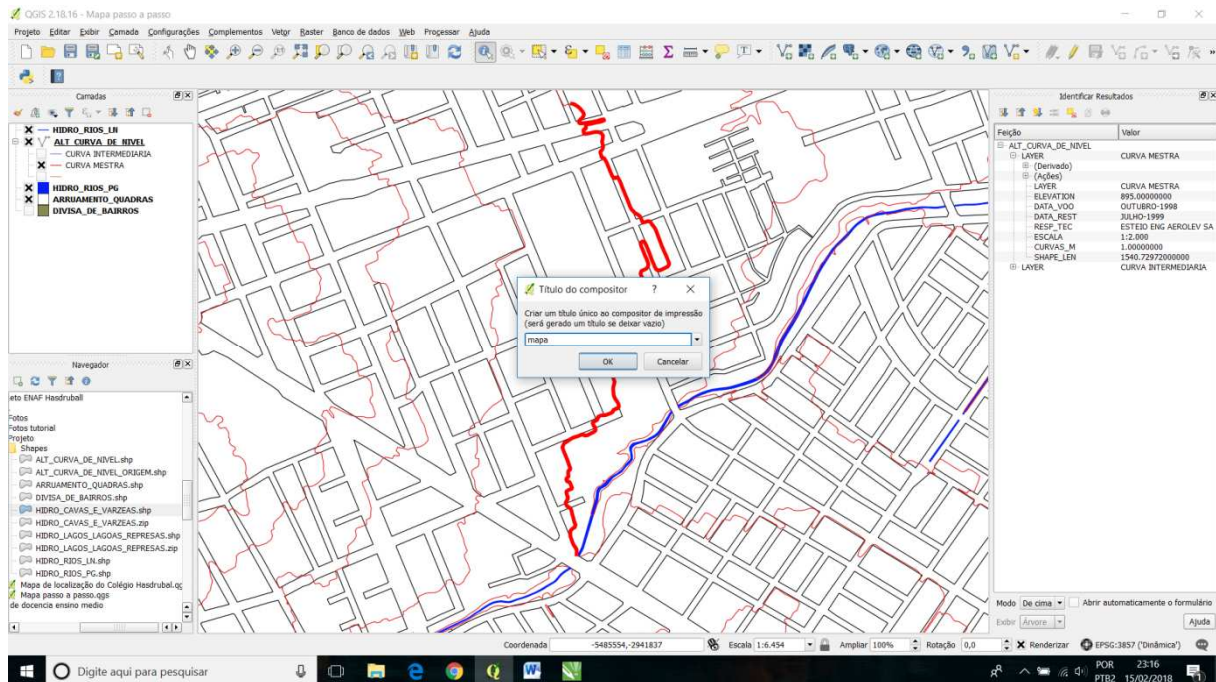 QGIS 2.18.16 - Mapa passo a passo
Projeto Editar Exibir Camada Configurações Complementos Vetor Raster Banco de dados Web Processar Ajuda
Camadas
HIDRO_RIOS_LN
ALT_CURVA_DE_NIVEL
CURVA INTERMEDIARIA
CURVA MESTRA
HIDRO_RIOS_PG
ARRUAMENTO_QUADRAS
DIVISA_DE_BAIRROS
Navegador
eto ENAF Hasdruball
Fotos
Fotos tutorial
Projeto
Shapes
ALT_CURVA_DE_NIVEL.shp
ALT_CURVA_DE_NIVEL_ORIGEM.shp
ARRUAMENTO_QUADRAS.shp
DIVISA_DE_BAIRROS.shp
HIDRO_CAVAS_E_VARZEAS.shp
HIDRO_CAVAS_E_VARZEAS.zip
HIDRO_LAGOS_LAGOAS_REPRESAS.shp
HIDRO_LAGOS_LAGOAS_REPRESAS.zip
HIDRO_RIOS_LN.shp
HIDRO_RIOS_PG.shp
Mapa de localização do Colégio Hasdrubal.qg
Mapa passo a passo.qgs
de docencia ensino medio
Título do compositor ? X
Criar um título único ao compositor de impressão
(será gerado um título se deixar vazio)
mapa
OK Cancelar
Identificar Resultados
Feição Valor
ALT_CURVA_DE_NIVEL
LAYER CURVA MESTRA
(Derivado)
(Ações)
LAYER CURVA MESTRA
ELEVATION 895.00000000
DATA_VOO OUTUBRO-1998
DATA_REST JULHO-1999
RESP_TEC ESTEIO ENG AEROLEV SA
ESCALA 1:2.000
CURVAS_M 1.00000000
SHAPE_LEN 1540.72972000000
LAYER CURVA INTERMEDIARIA
Modo De cima Abrir automaticamente o formulário
Exibir Árvore Ajuda
Coordenada -5485554,-2941837 Escala 1:6.454 Ampliar 100% Rotação 0,0 Renderizar EPSG:3857 ('Dinâmica')
Digite aqui para pesquisar
POR 23:16
PTB2 15/02/2018